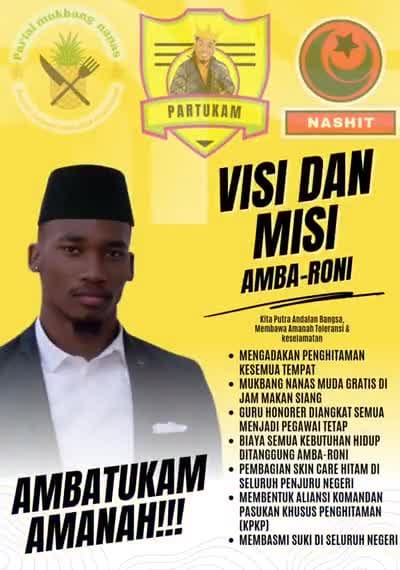 Partai mukbang nanas
PARTUKAM
NASHIT
VISI DAN
MISI
AMBA-RONI
Kita Putra Andalan Bangsa,
Membawa Amanah Toleransi &
keselamatan
• MENGADAKAN PENGHITAMAN
KESEMUA TEMPAT
• MUKBANG NANAS MUDA GRATIS DI
JAM MAKAN SIANG
• GURU HONORER DIANGKAT SEMUA
MENJADI PEGAWAI TETAP
• BIAYA SEMUA KEBUTUHAN HIDUP
DITANGGUNG AMBA-RONI
• PEMBAGIAN SKIN CARE HITAM DI
SELURUH PENJURU NEGERI
• MEMBENTUK ALIANSI KOMANDAN
PASUKAN KHUSUS PENGHITAMAN
(KPKP)
• MEMBASMI SUKI DI SELURUH NEGERI
AMBATUKAM
AMANAH!!!